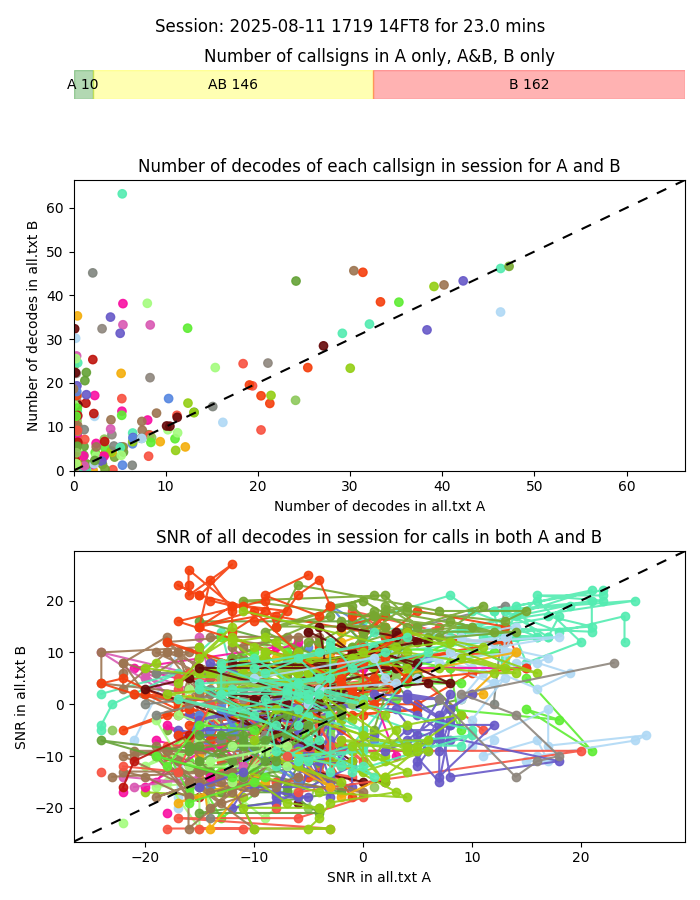 Session: 2025-08-11 1719 14FT8 for 23.0 mins
Number of callsigns in A only, A&B, B only
A 10 AB 146 B 162
Number of decodes of each callsign in session for A and B
Number of decodes in all.txt B
60
50
40
30
20
10
0
0 10 20 30 40 50 60
Number of decodes in all.txt A
SNR of all decodes in session for calls in both A and B
SNR in all.txt B
20
10
0
−10
−20
−20 −10 0 10 20
SNR in all.txt A